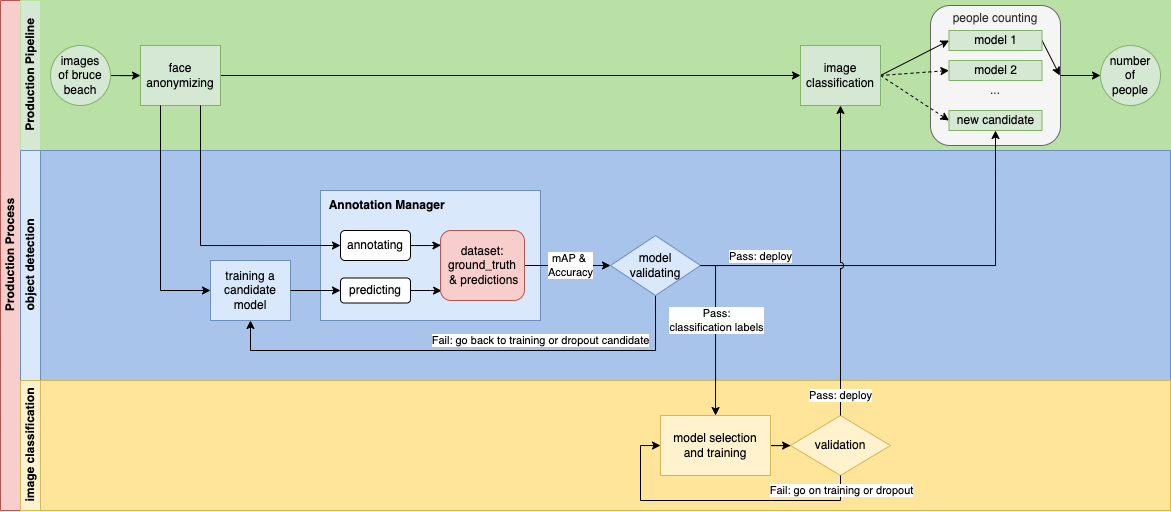 Production Process
Production Pipeline
images
of bruce
beach
face
anonymizing
image
classification
people counting
model 1
model 2
...
new candidate
number
of
people
object detection
Annotation Manager
annotating
predicting
dataset:
ground_truth
& predictions
training a
candidate
model
mAP &
Accuracy
model
validating
Pass: deploy
Pass:
classification labels
Fail: go back to training or dropout candidate
image classification
model selection
and training
validation
Pass: deploy
Fail: go on training or dropout